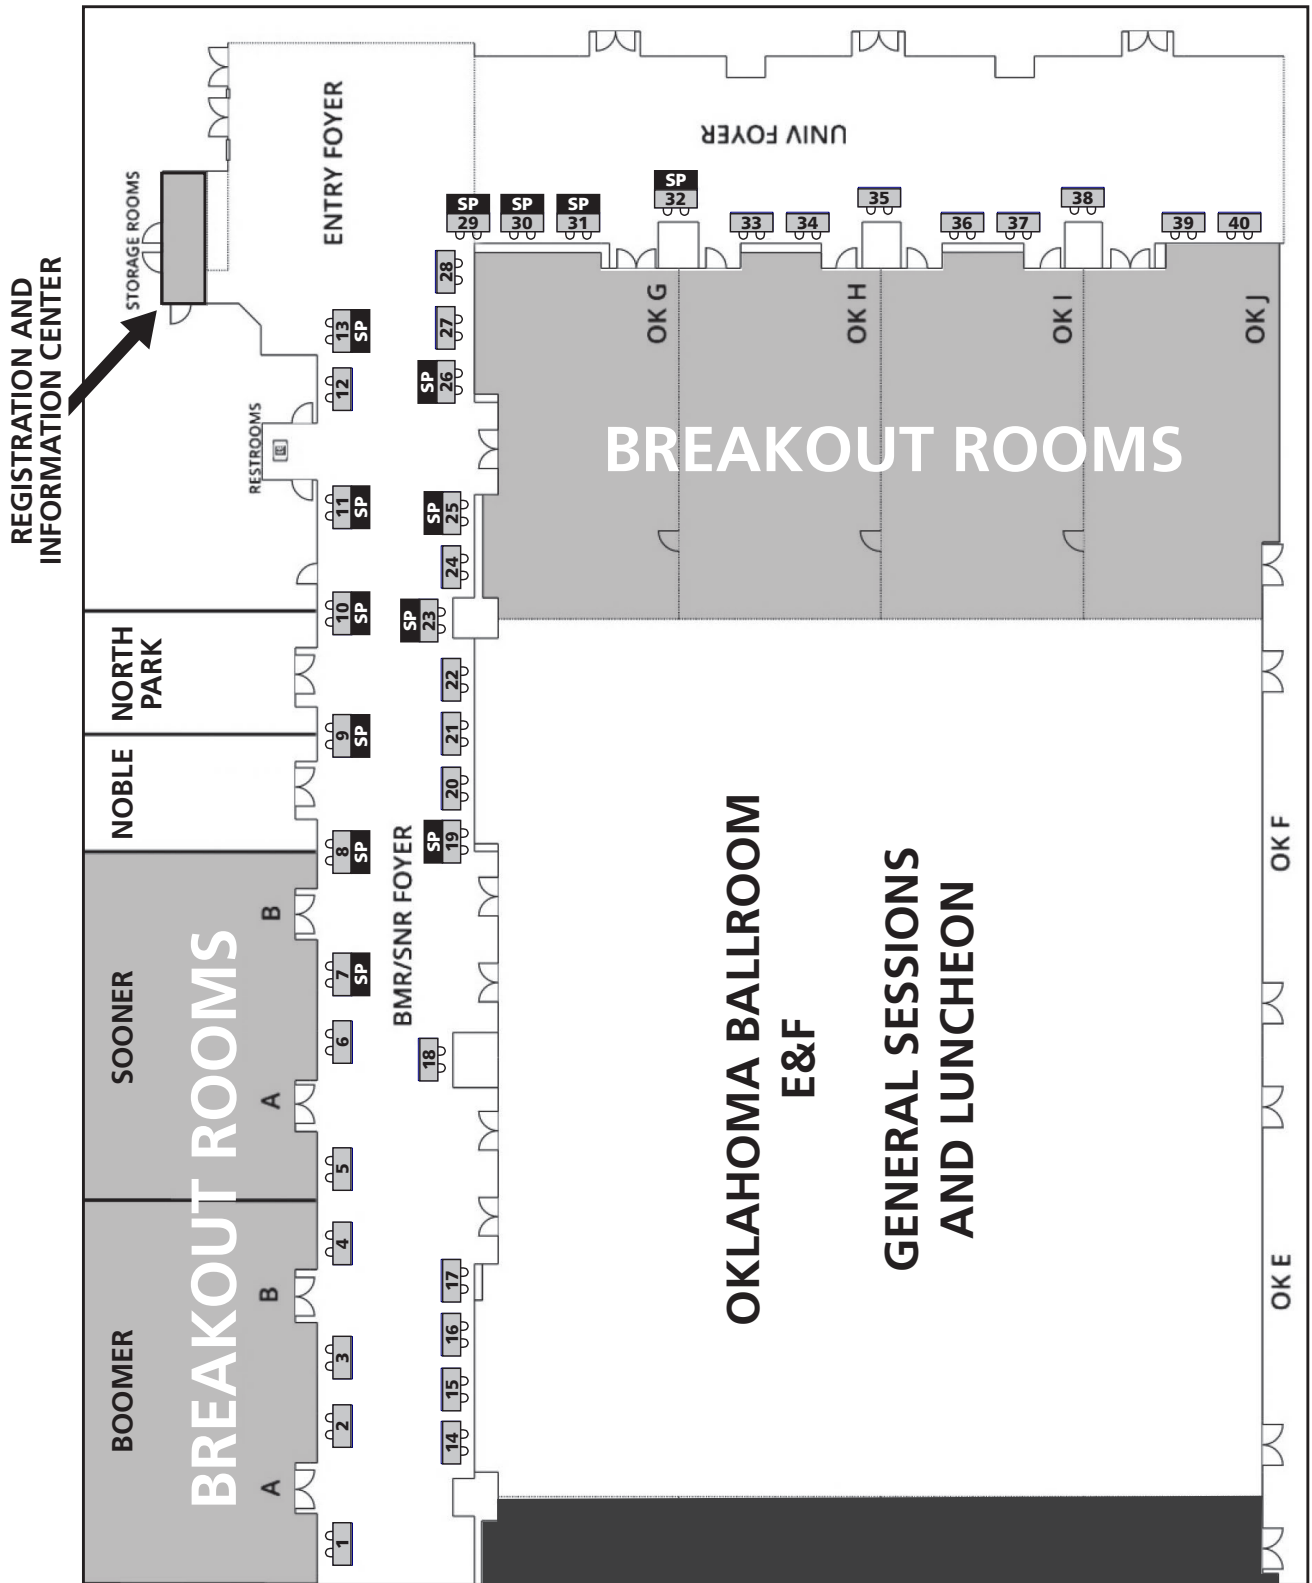 REGISTRATION AND
INFORMATION CENTER
STORAGE ROOMS
ENTRY FOYER
UNIV FOYER
RESTROOMS
SP
29
SP
30
SP
31
SP
32
33
34
35
36
37
38
39
40
28
27
SP
26
SP
25
24
SP
23
22
21
20
SP
19
18
17
16
15
14
13
SP
12
11
SP
10
SP
9
SP
8
SP
7
SP
6
5
4
3
2
1
OK G
OK H
OK I
OK J
BREAKOUT ROOMS
NORTH
PARK
NOBLE
SOONER
B
A
BOOMER
B
A
BREAKOUT ROOMS
BMR/SNR FOYER
OKLAHOMA BALLROOM
E&F
GENERAL SESSIONS
AND LUNCHEON
OK F
OK E